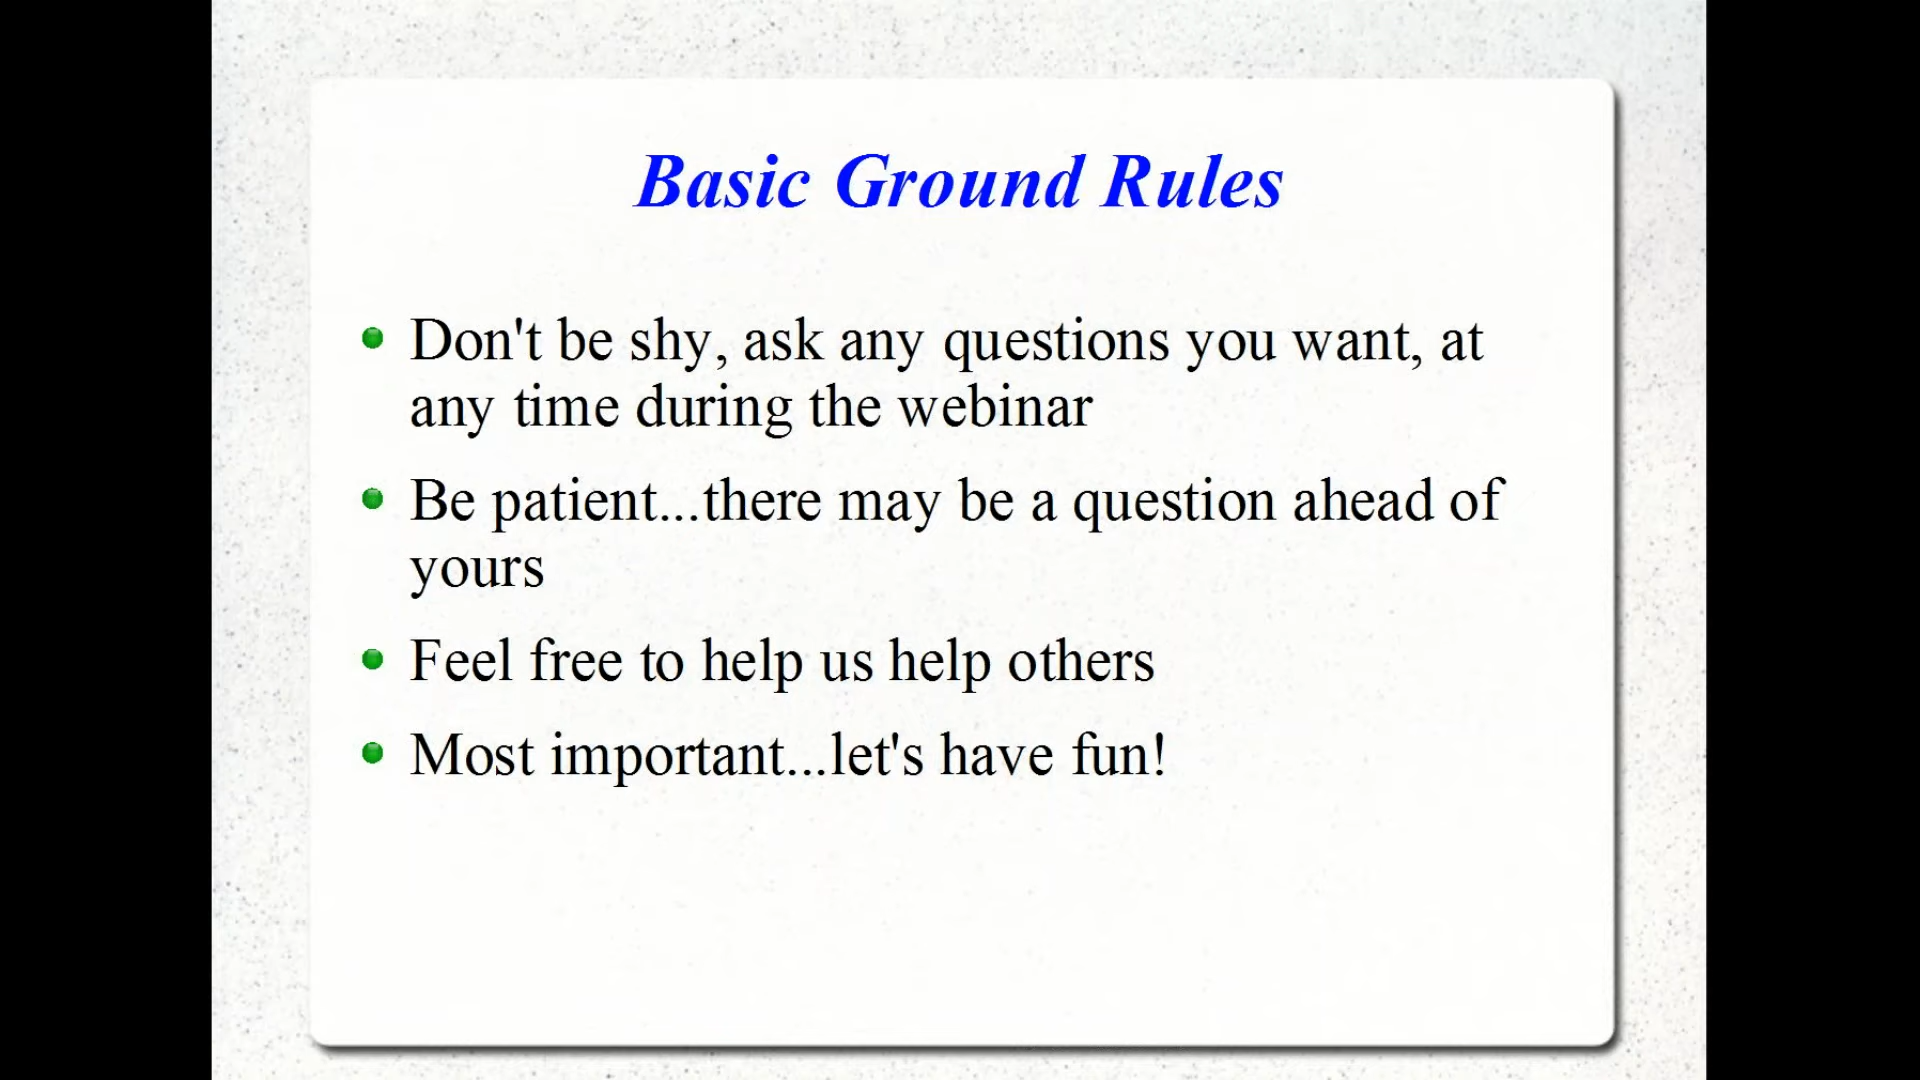 Basic Ground Rules
Don't be shy, ask any questions you want, at
any time during the webinar
Be patient...there may be a question ahead of
yours
Feel free to help us help others
Most important...let's have fun!